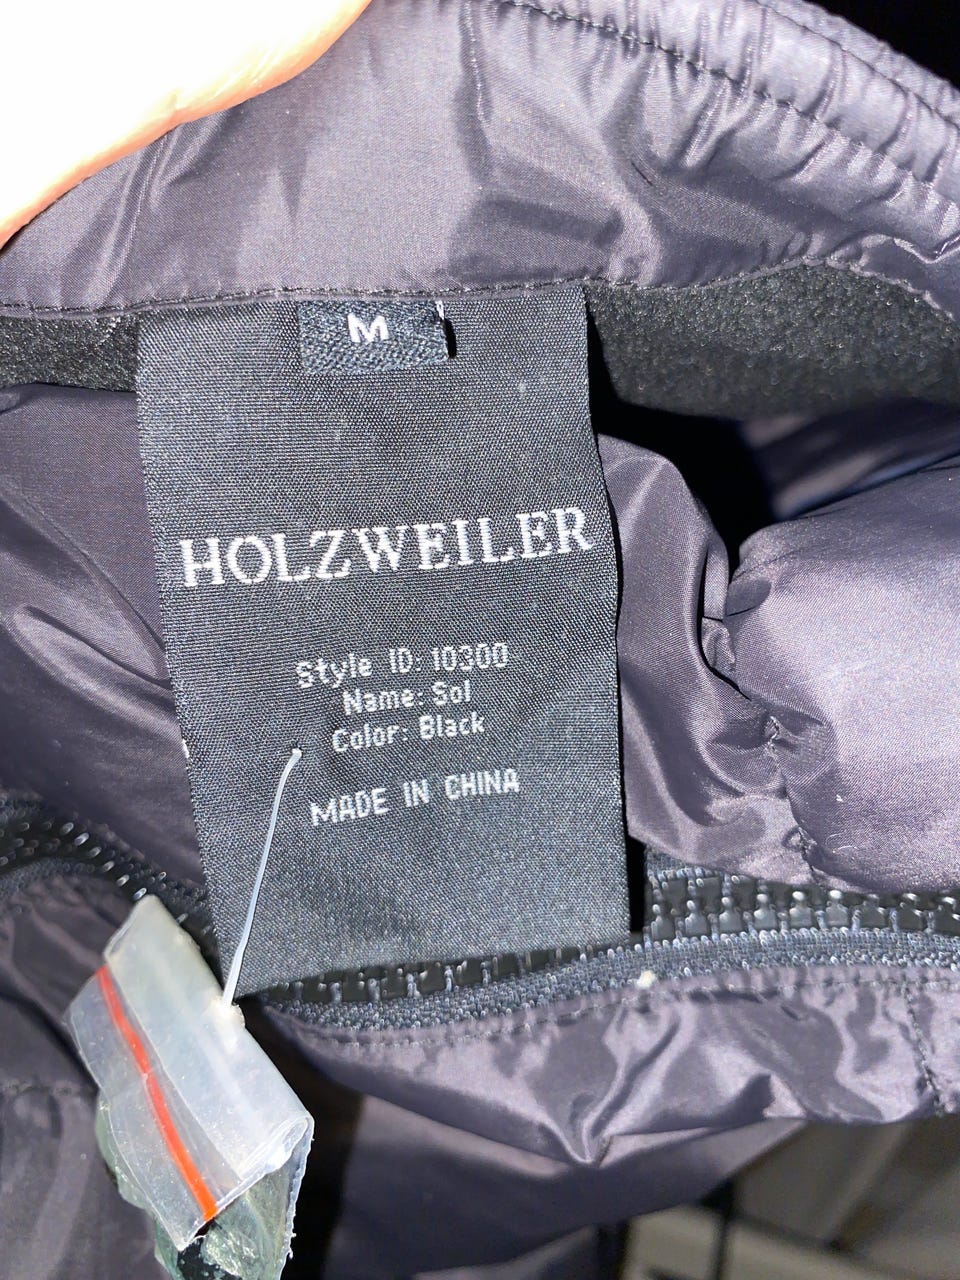 M
HOLZWEILER
Style ID: 10300
Name: Sol
Color: Black
MADE IN CHINA